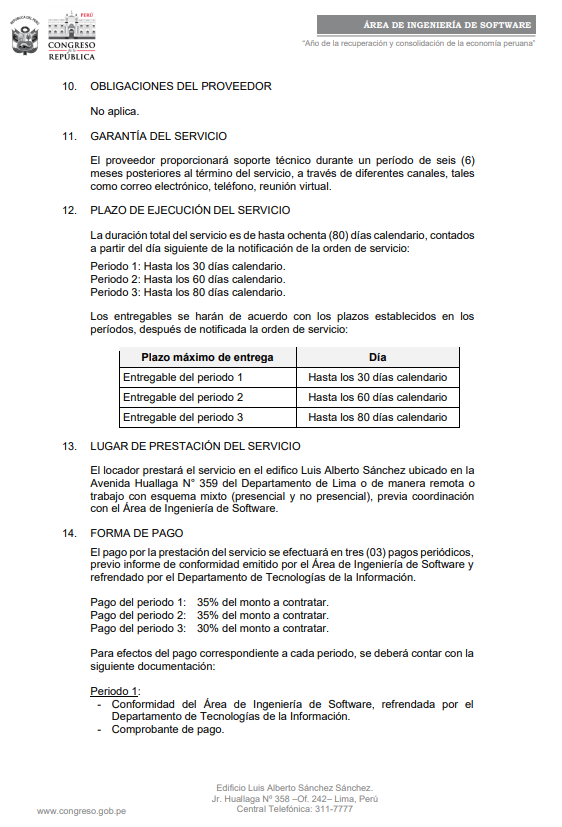 REPÚBLICA DEL PERÚ
PERÚ
CONGRESO
de la
REPÚBLICA
ÁREA DE INGENIERÍA DE SOFTWARE
“Año de la recuperación y consolidación de la economía peruana”
10. OBLIGACIONES DEL PROVEEDOR
No aplica.
11. GARANTÍA DEL SERVICIO
El proveedor proporcionará soporte técnico durante un período de seis (6)
meses posteriores al término del servicio, a través de diferentes canales, tales
como correo electrónico, teléfono, reunión virtual.
12. PLAZO DE EJECUCIÓN DEL SERVICIO
La duración total del servicio es de hasta ochenta (80) días calendario, contados
a partir del día siguiente de la notificación de la orden de servicio:
Periodo 1: Hasta los 30 días calendario.
Periodo 2: Hasta los 60 días calendario.
Periodo 3: Hasta los 80 días calendario.
Los entregables se harán de acuerdo con los plazos establecidos en los
períodos, después de notificada la orden de servicio:
Plazo máximo de entrega Día
Entregable del periodo 1 Hasta los 30 días calendario
Entregable del periodo 2 Hasta los 60 días calendario
Entregable del periodo 3 Hasta los 80 días calendario
13. LUGAR DE PRESTACIÓN DEL SERVICIO
El locador prestará el servicio en el edifico Luis Alberto Sánchez ubicado en la
Avenida Huallaga N° 359 del Departamento de Lima o de manera remota o
trabajo con esquema mixto (presencial y no presencial), previa coordinación
con el Área de Ingeniería de Software.
14. FORMA DE PAGO
El pago por la prestación del servicio se efectuará en tres (03) pagos periódicos,
previo informe de conformidad emitido por el Área de Ingeniería de Software y
refrendado por el Departamento de Tecnologías de la Información.
Pago del periodo 1: 35% del monto a contratar.
Pago del periodo 2: 35% del monto a contratar.
Pago del periodo 3: 30% del monto a contratar.
Para efectos del pago correspondiente a cada periodo, se deberá contar con la
siguiente documentación:
Periodo 1:
- Conformidad del Área de Ingeniería de Software, refrendada por el
Departamento de Tecnologías de la Información.
- Comprobante de pago.
Edificio Luis Alberto Sánchez Sánchez.
Jr. Huallaga Nº 358 –Of. 242– Lima, Perú
Central Telefónica: 311-7777
www.congreso.gob.pe